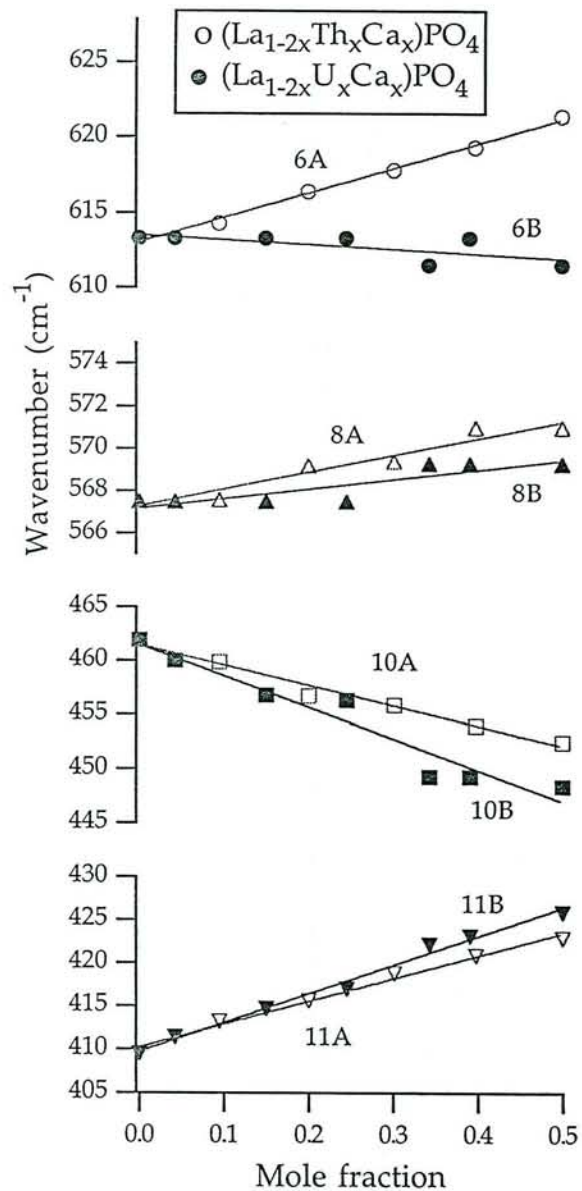 ○ (La1-2xThxCax)PO4
● (La1-2xUxCax)PO4
Wavenumber (cm-1)
625
620
615
610
6A
6B
574
572
570
568
566
8A
8B
465
460
455
450
445
10A
10B
425
420
415
410
405
11B
11A
0.0 0.1 0.2 0.3 0.4 0.5
Mole fraction